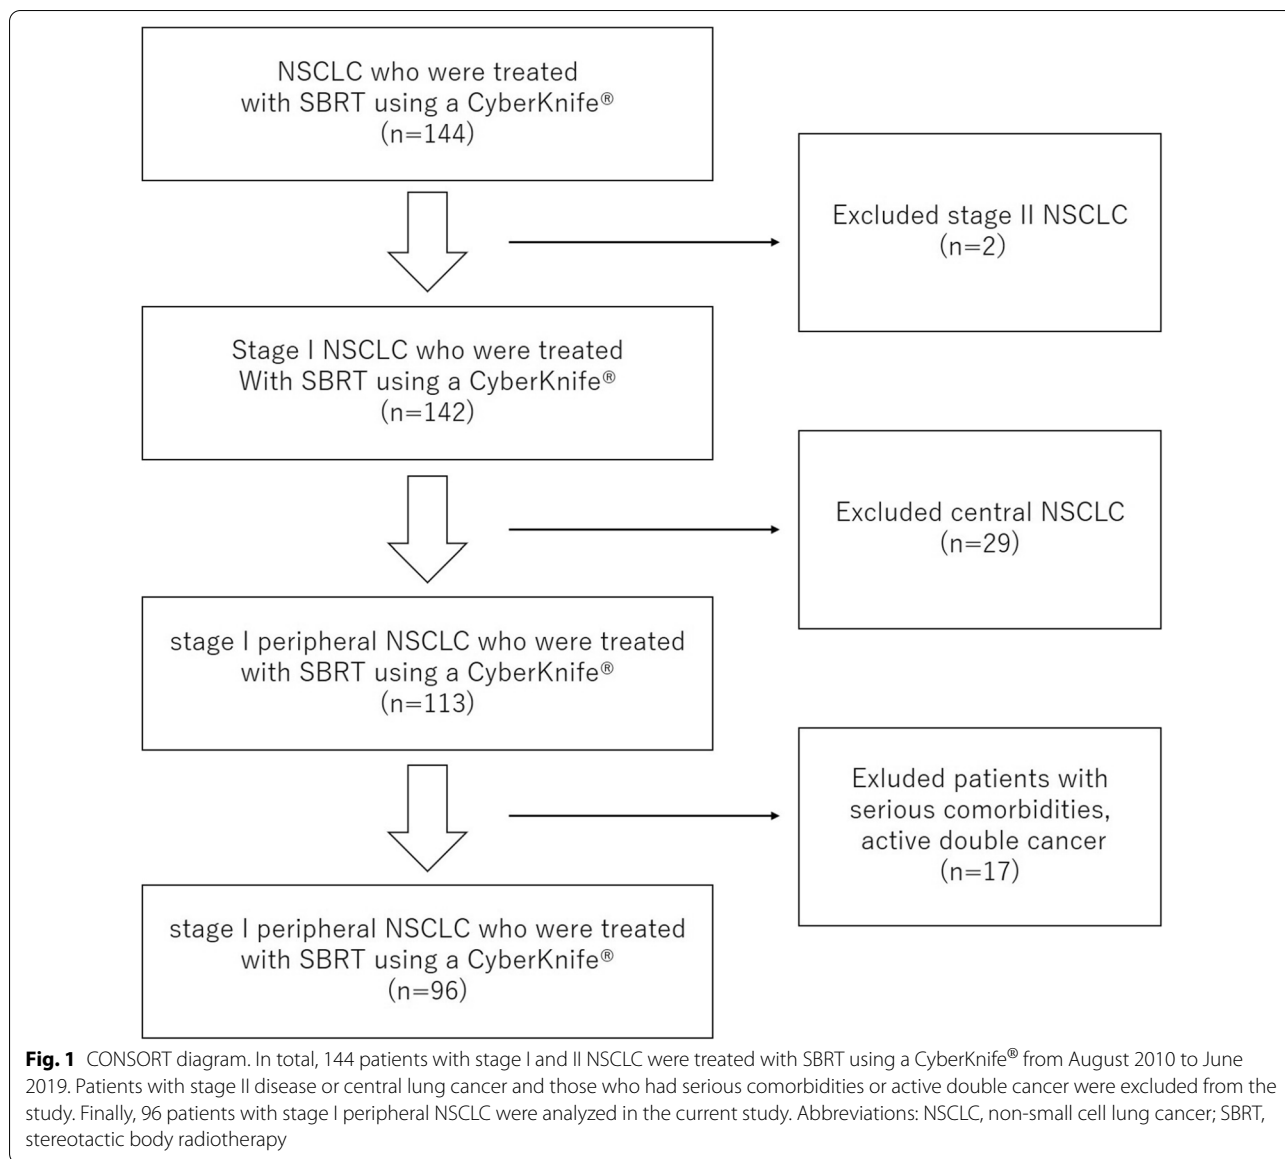 NSCLC who were treated
with SBRT using a CyberKnife®
(n=144)
Excluded stage II NSCLC
(n=2)
Stage I NSCLC who were treated
With SBRT using a CyberKnife®
(n=142)
Excluded central NSCLC
(n=29)
stage I peripheral NSCLC who were treated
with SBRT using a CyberKnife®
(n=113)
Exluded patients with
serious comorbidities,
active double cancer
(n=17)
stage I peripheral NSCLC who were treated
with SBRT using a CyberKnife®
(n=96)
Fig. 1 CONSORT diagram. In total, 144 patients with stage I and II NSCLC were treated with SBRT using a CyberKnife® from August 2010 to June
2019. Patients with stage II disease or central lung cancer and those who had serious comorbidities or active double cancer were excluded from the
study. Finally, 96 patients with stage I peripheral NSCLC were analyzed in the current study. Abbreviations: NSCLC, non-small cell lung cancer; SBRT,
stereotactic body radiotherapy